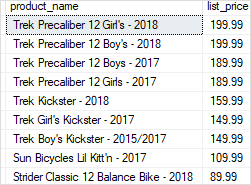 product_name list_price
Trek Precaliber 12 Girl's - 2018 199.99
Trek Precaliber 12 Boy's - 2018 199.99
Trek Precaliber 12 Boys - 2017 189.99
Trek Precaliber 12 Girls - 2017 189.99
Trek Kickster - 2018 159.99
Trek Girl's Kickster - 2017 149.99
Trek Boy's Kickster - 2015/2017 149.99
Sun Bicycles Lil Kitt'n - 2017 109.99
Strider Classic 12 Balance Bike - 2018 89.99